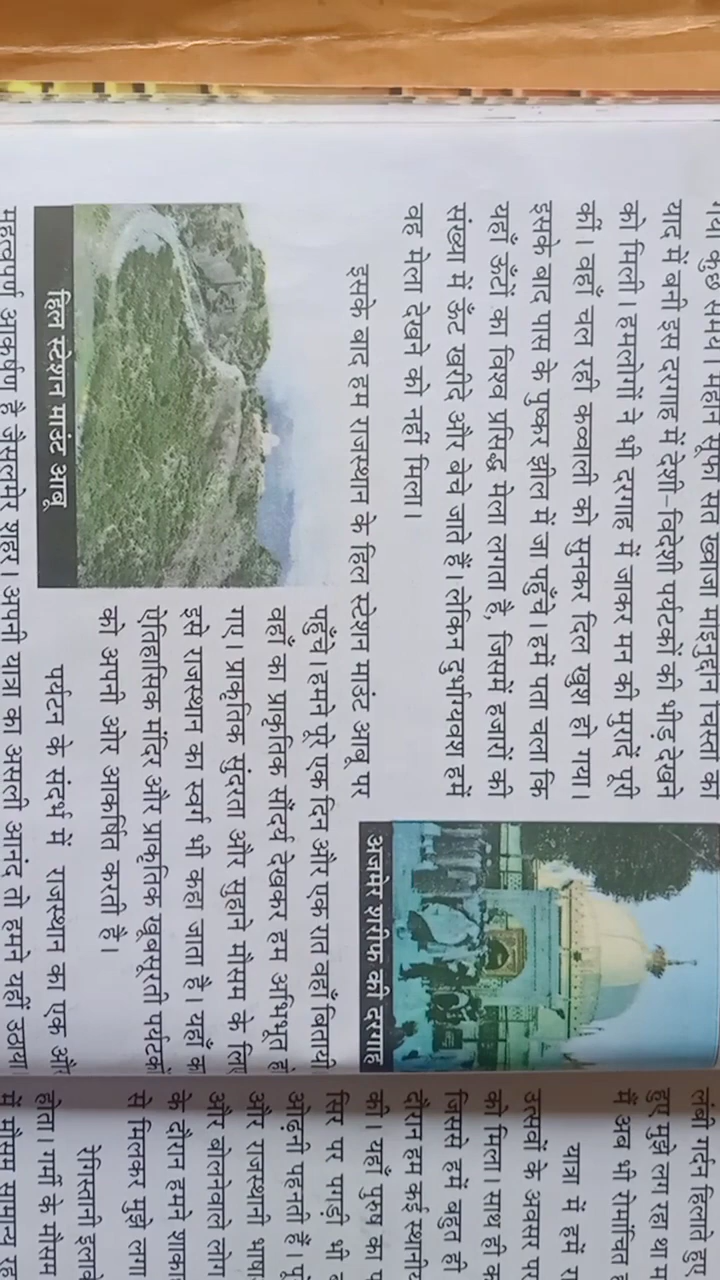 याद में बनी इस दरगाह में देशी-विदेशी पर्यटकों की भीड़ देखने
को मिली। हमलोगों ने भी दरगाह में जाकर मन की मुरादें पूरी
कीं। वहाँ चल रही कव्वाली को सुनकर दिल खुश हो गया।
इसके बाद पास के पुष्कर झील में जा पहुँचे। हमें पता चला कि
यहाँ ऊँटों का विश्व प्रसिद्ध मेला लगता है, जिसमें हजारों की
संख्या में ऊँट खरीदे और बेचे जाते हैं। लेकिन दुर्भाग्यवश हमें
वह मेला देखने को नहीं मिला।
अजमेर शरीफ की दरगाह
इसके बाद हम राजस्थान के हिल स्टेशन माउंट आबू पर
पहुँचे। हमने पूरे एक दिन और एक रात वहाँ बितायी
वहाँ का प्राकृतिक सौंदर्य देखकर हम अभिभूत हो
गए। प्राकृतिक सुंदरता और सुहाने मौसम के लिए
इसे राजस्थान का स्वर्ग भी कहा जाता है। यहाँ के
ऐतिहासिक मंदिर और प्राकृतिक खूबसूरती पर्यटकों
को अपनी ओर आकर्षित करती है।
हिल स्टेशन माउंट आबू
पर्यटन के संदर्भ में राजस्थान का एक और
महत्वपूर्ण आकर्षण है जैसलमेर शहर। अपनी यात्रा का असली आनंद तो हमने यहीं उठाया
लंबी गर्दन हिलाते हुए
हुए मुझे लग रहा था म
में अब भी रोमांचित
यात्रा में हमें र
उत्सवों के अवसर पर
को मिला। साथ ही क
जिससे हमें बहुत ही
दौरान हम कई स्थानीय
की। यहाँ पुरुष का प
सिर पर पगड़ी भी
ओढ़नी पहनती हैं। पू
और राजस्थानी भाषा
और बोलनेवाले लोग
के दौरान हमने शाका
से मिलकर मुझे लगा
रेगिस्तानी इलाके
होता। गर्मी के मौसम
में मौसम सामान्य रह